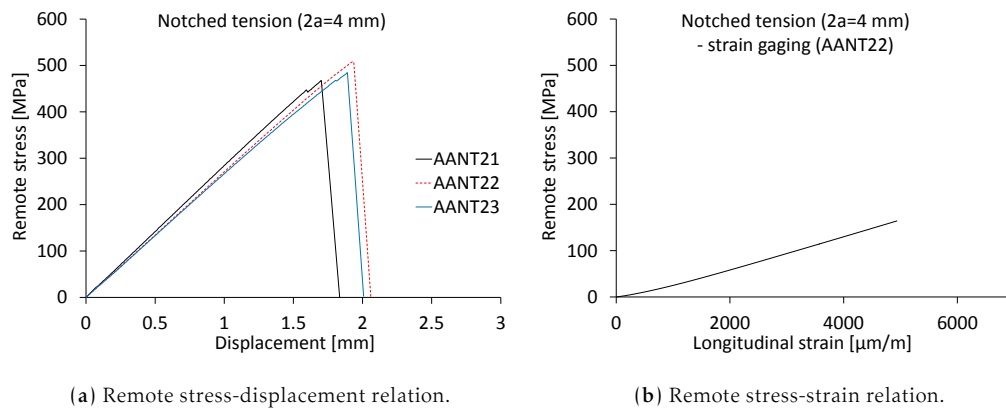 Notched tension (2a=4 mm)
600
500
400
300
200
100
0
Remote stress [MPa]
AANT21
AANT22
AANT23
0 0.5 1 1.5 2 2.5 3
Displacement [mm]
(a) Remote stress-displacement relation.
Notched tension (2a=4 mm)
- strain gaging (AANT22)
600
500
400
300
200
100
0
Remote stress [MPa]
0 2000 4000 6000
Longitudinal strain [µm/m]
(b) Remote stress-strain relation.